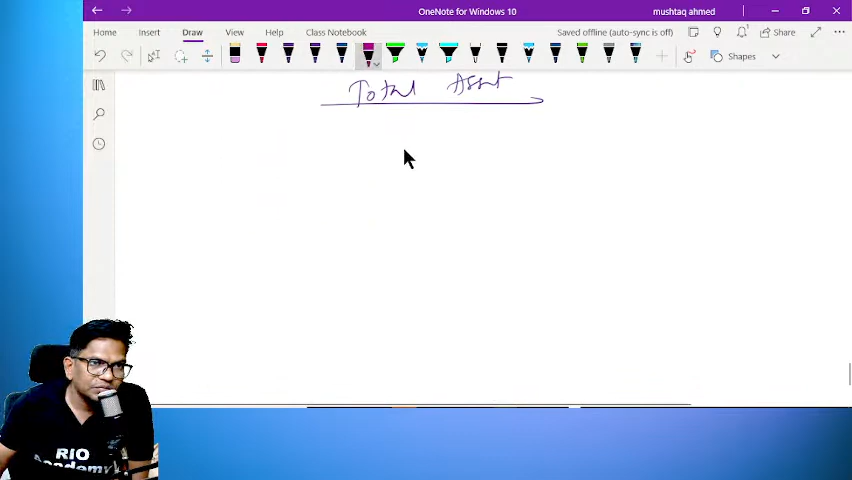 OneNote for Windows 10
mushtaq ahmed
Home
Insert
Draw
View
Help
Class Notebook
Saved offline (auto-sync is off)
Share
Shapes
Total Asset
RIO
Academy